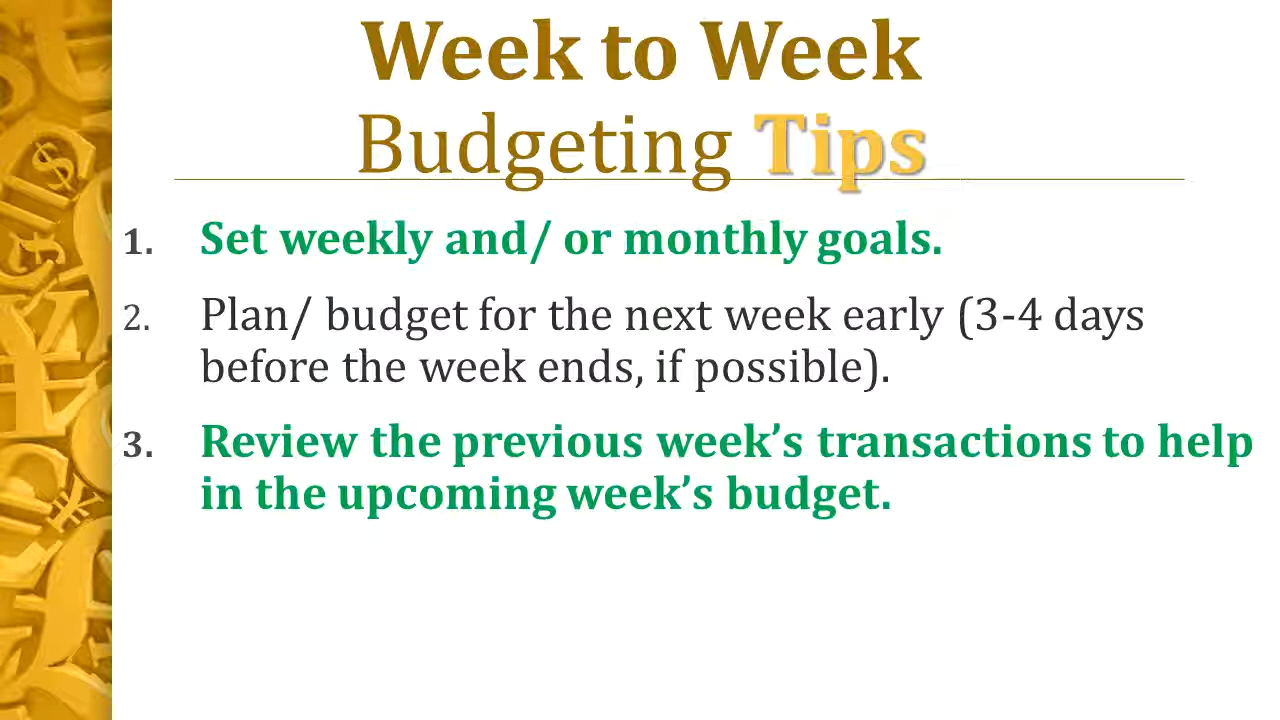 Week to Week
Budgeting Tips
1. Set weekly and/ or monthly goals.
2. Plan/ budget for the next week early (3-4 days
before the week ends, if possible).
3. Review the previous week’s transactions to help
in the upcoming week’s budget.